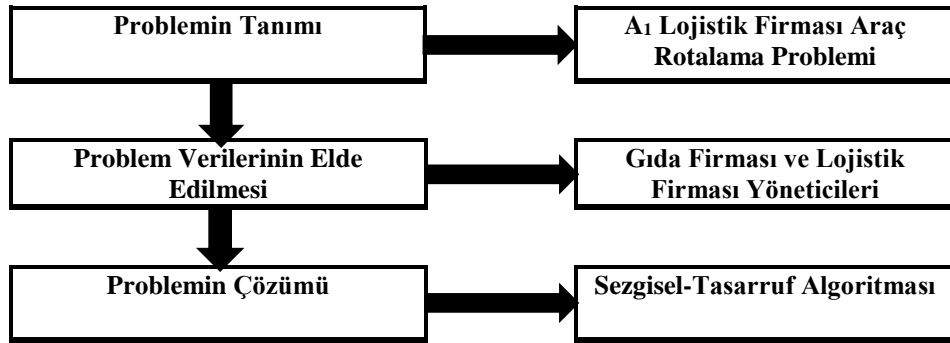 Problemin Tanımı
A₁ Lojistik Firması Araç
Rotalama Problemi
Problem Verilerinin Elde
Edilmesi
Gıda Firması ve Lojistik
Firması Yöneticileri
Problemin Çözümü
Sezgisel-Tasarruf Algoritması